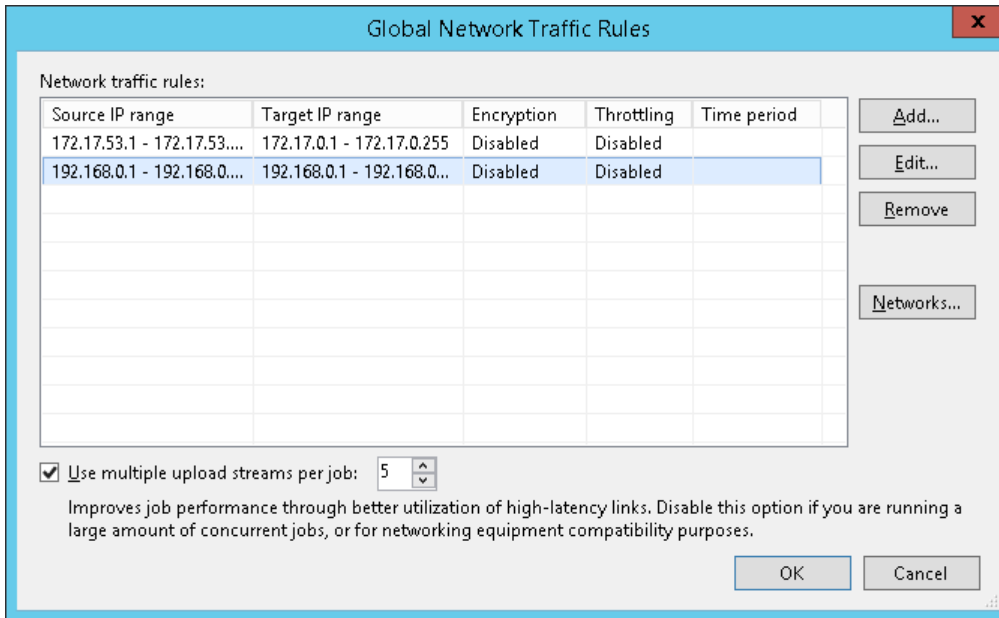 Global Network Traffic Rules
x
Network traffic rules:
Source IP range Target IP range Encryption Throttling Time period
172.17.53.1 - 172.17.53.... 172.17.0.1 - 172.17.0.255 Disabled Disabled
192.168.0.1 - 192.168.0.... 192.168.0.1 - 192.168.0... Disabled Disabled
Add...
Edit...
Remove
Networks...
Use multiple upload streams per job: 5
Improves job performance through better utilization of high-latency links. Disable this option if you are running a
large amount of concurrent jobs, or for networking equipment compatibility purposes.
OK Cancel